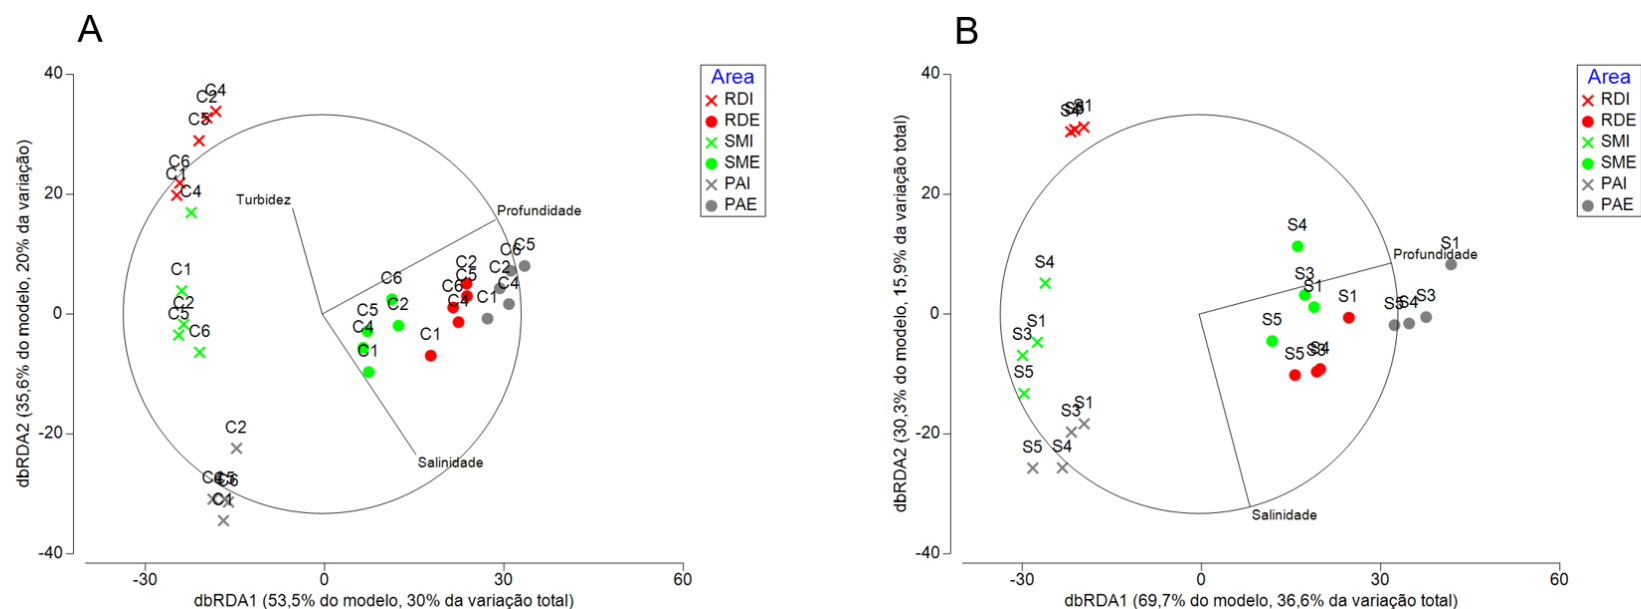 A
B
40
20
0
-20
-40
dbRDA2 (35,6% do modelo, 20% da variação)
-30
0
30
60
dbRDA1 (53,5% do modelo, 30% da variação total)
C4
C2
C5
C6
C1
C4
C1
C2
C5
C6
C2
C1
Turbidez
Profundidade
Salinidade
C6
C5
C2
C4
C1
C2
C5
C6
C4
C1
C5
C6
C2
C4
C1
Area
RDI
RDE
SMI
SME
PAI
PAE
40
20
0
-20
-40
dbRDA2 (30,3% do modelo, 15,9% da variação total)
-30
0
30
60
dbRDA1 (69,7% do modelo, 36,6% da variação total)
S1
S4
S1
S3
S5
S1
S3
S5
S4
S4
S3
S1
S5
S1
S5
S4
Profundidade
Salinidade
S1
S5
S4
S3
Area
RDI
RDE
SMI
SME
PAI
PAE